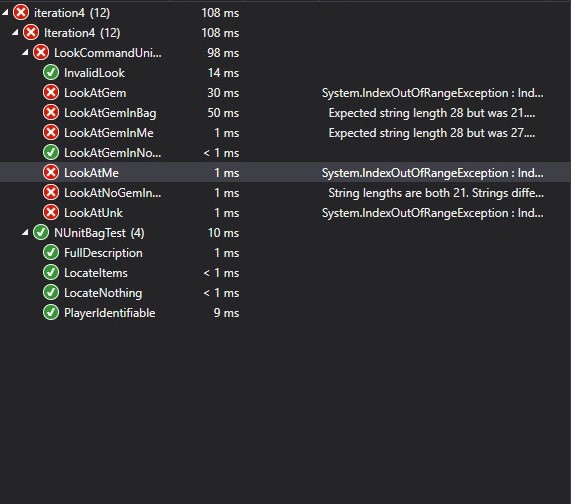 iteration4 (12) 108 ms
Iteration4 (12) 108 ms
LookCommandUni... 98 ms
InvalidLook 14 ms
LookAtGem 30 ms System.IndexOutOfRangeException : Ind...
LookAtGemInBag 50 ms Expected string length 28 but was 21....
LookAtGemInMe 1 ms Expected string length 28 but was 27....
LookAtGemInNo... < 1 ms
LookAtMe 1 ms System.IndexOutOfRangeException : Ind...
LookAtNoGemIn... 1 ms String lengths are both 21. Strings diffe...
LookAtUnk 1 ms System.IndexOutOfRangeException : Ind...
NUnitBagTest (4) 10 ms
FullDescription 1 ms
LocateItems < 1 ms
LocateNothing < 1 ms
PlayerIdentifiable 9 ms